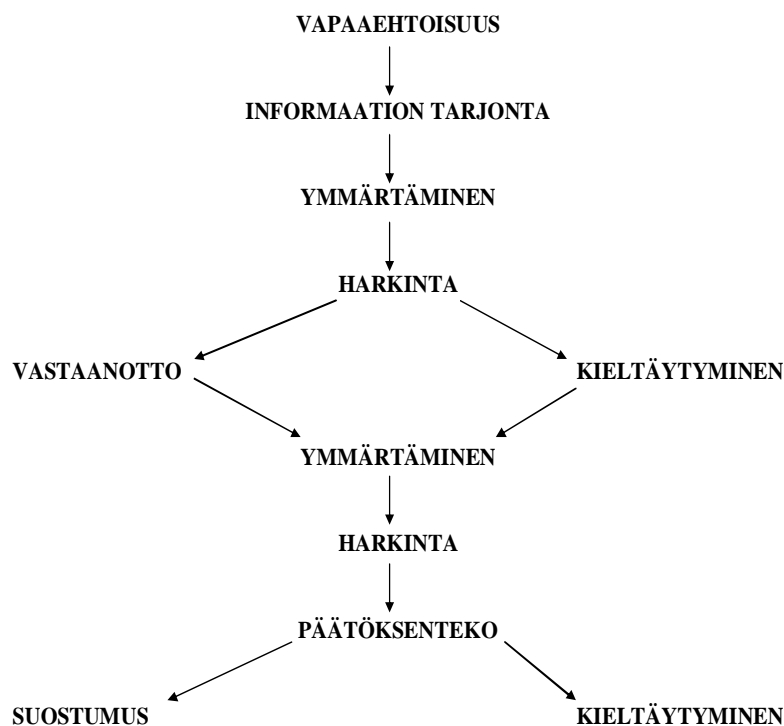 VAPAAEHTOISUUS
INFORMAATION TARJONTA
YMMÄRTÄMINEN
HARKINTA
VASTAANOTTO
KIELTÄYTYMINEN
YMMÄRTÄMINEN
HARKINTA
PÄÄTÖKSENTEKO
SUOSTUMUS
KIELTÄYTYMINEN